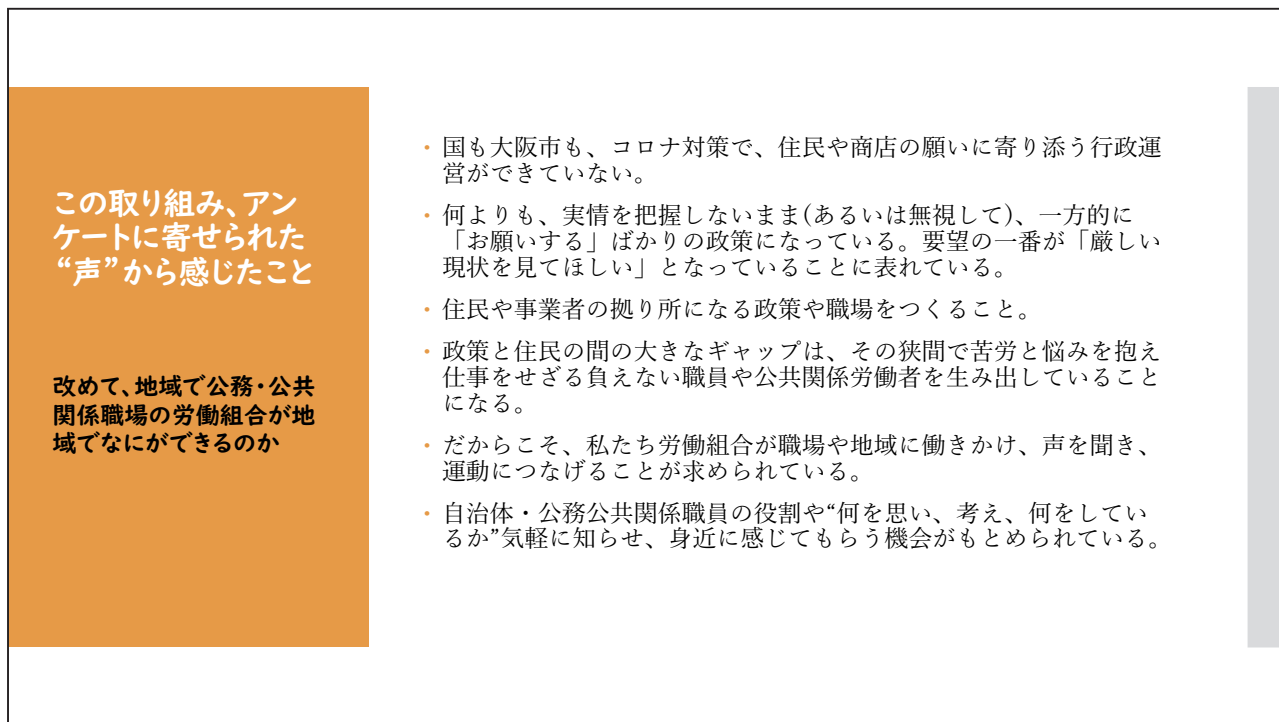 この取り組み、アン
ケートに寄せられた
“声”から感じたこと
改めて、地域で公務・公共
関係職場の労働組合が地
域でなにができるのか
・国も大阪市も、コロナ対策で、住民や商店の願いに寄り添う行政運
営ができていない。
・何よりも、実情を把握しないまま(あるいは無視して)、一方的に
「お願いする」ばかりの政策になっている。要望の一番が「厳しい
現状を見てほしい」となっていることに表れている。
・住民や事業者の拠り所になる政策や職場をつくること。
・政策と住民の間の大きなギャップは、その狭間で苦労と悩みを抱え
仕事をせざる負えない職員や公共関係労働者を生み出していること
になる。
・だからこそ、私たち労働組合が職場や地域に働きかけ、声を聞き、
運動につなげることが求められている。
・自治体・公務公共関係職員の役割や“何を思い、考え、何をしてい
るか”気軽に知らせ、身近に感じてもらう機会がもとめられている。